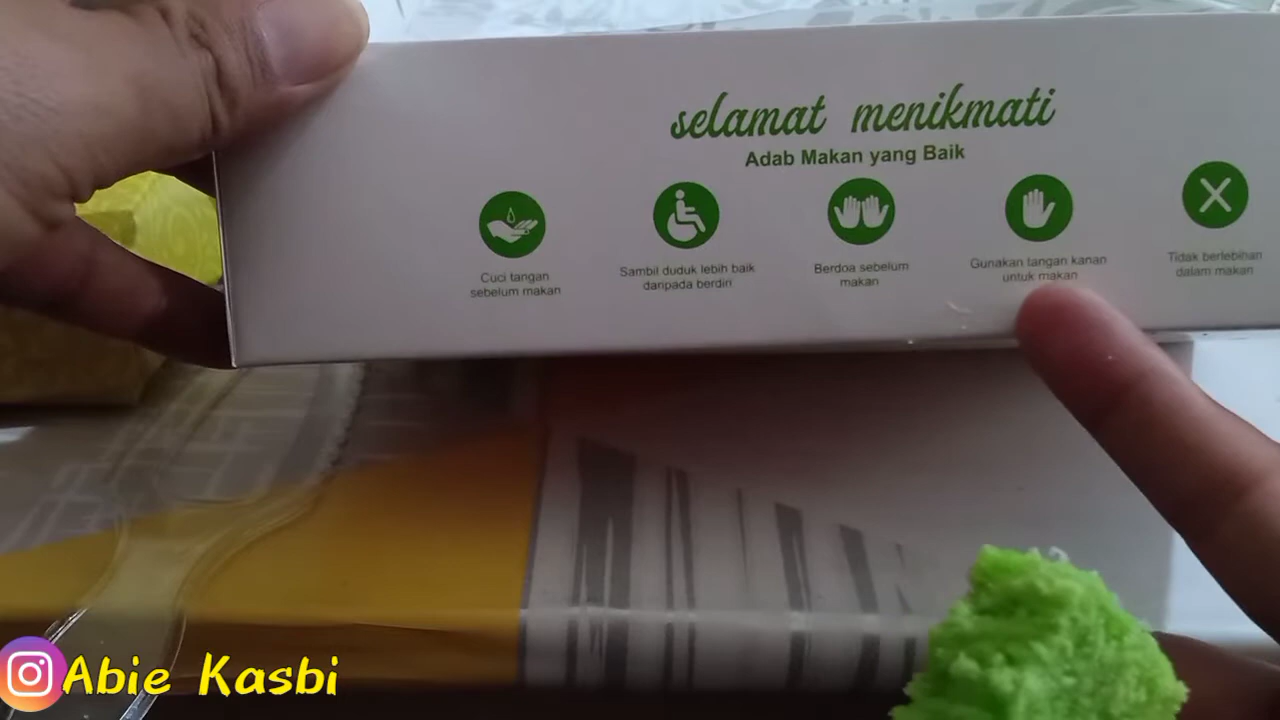 selamat menikmati
Adab Makan yang Baik
Cuci tangan
sebelum makan
Sambil duduk lebih baik
daripada berdiri
Berdoa sebelum
makan
Gunakan tangan kanan
untuk makan
Tidak berlebihan
dalam makan
Abie Kasbi